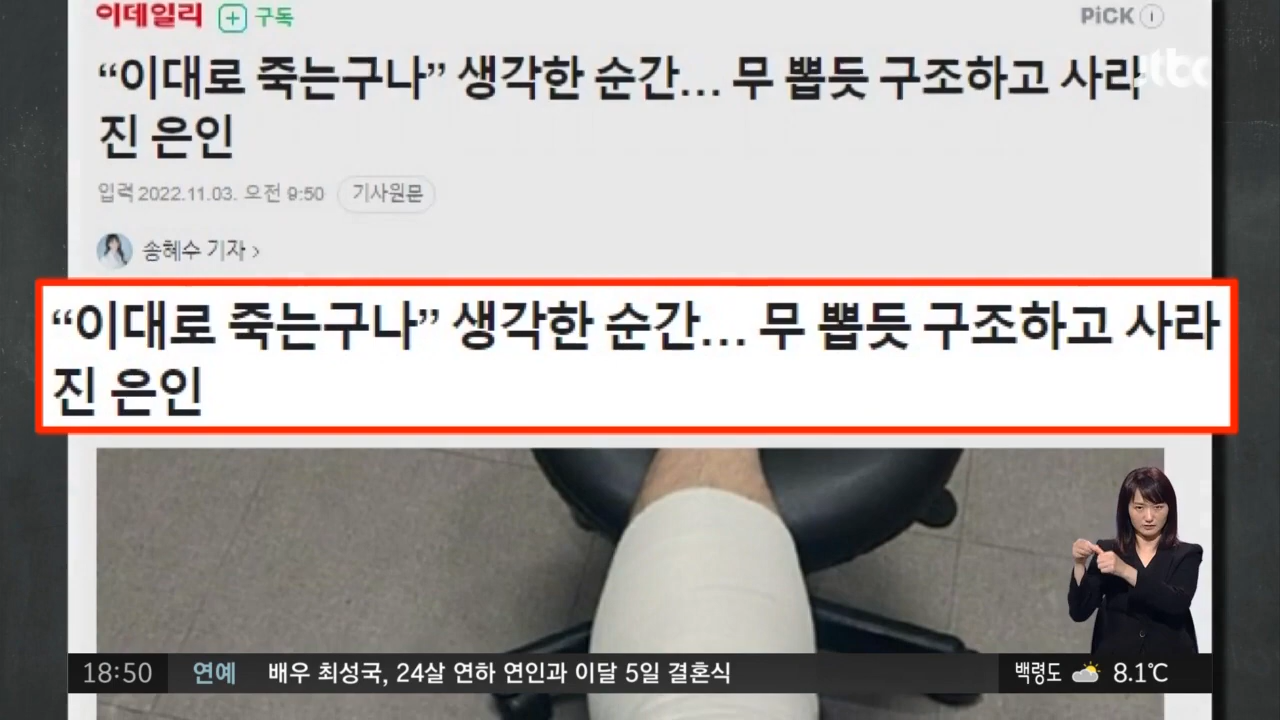 이데일리 구독 PiCK
“이대로 죽는구나” 생각한 순간… 무 뽑듯 구조하고 사라
jtbc
진 은인
입력 2022.11.03. 오전 9:50 기사원문
송혜수 기자 >
“이대로 죽는구나” 생각한 순간… 무 뽑듯 구조하고 사라
진 은인
18:50 연예 배우 최성국, 24살 연하 연인과 이달 5일 결혼식 백령도 8.1℃